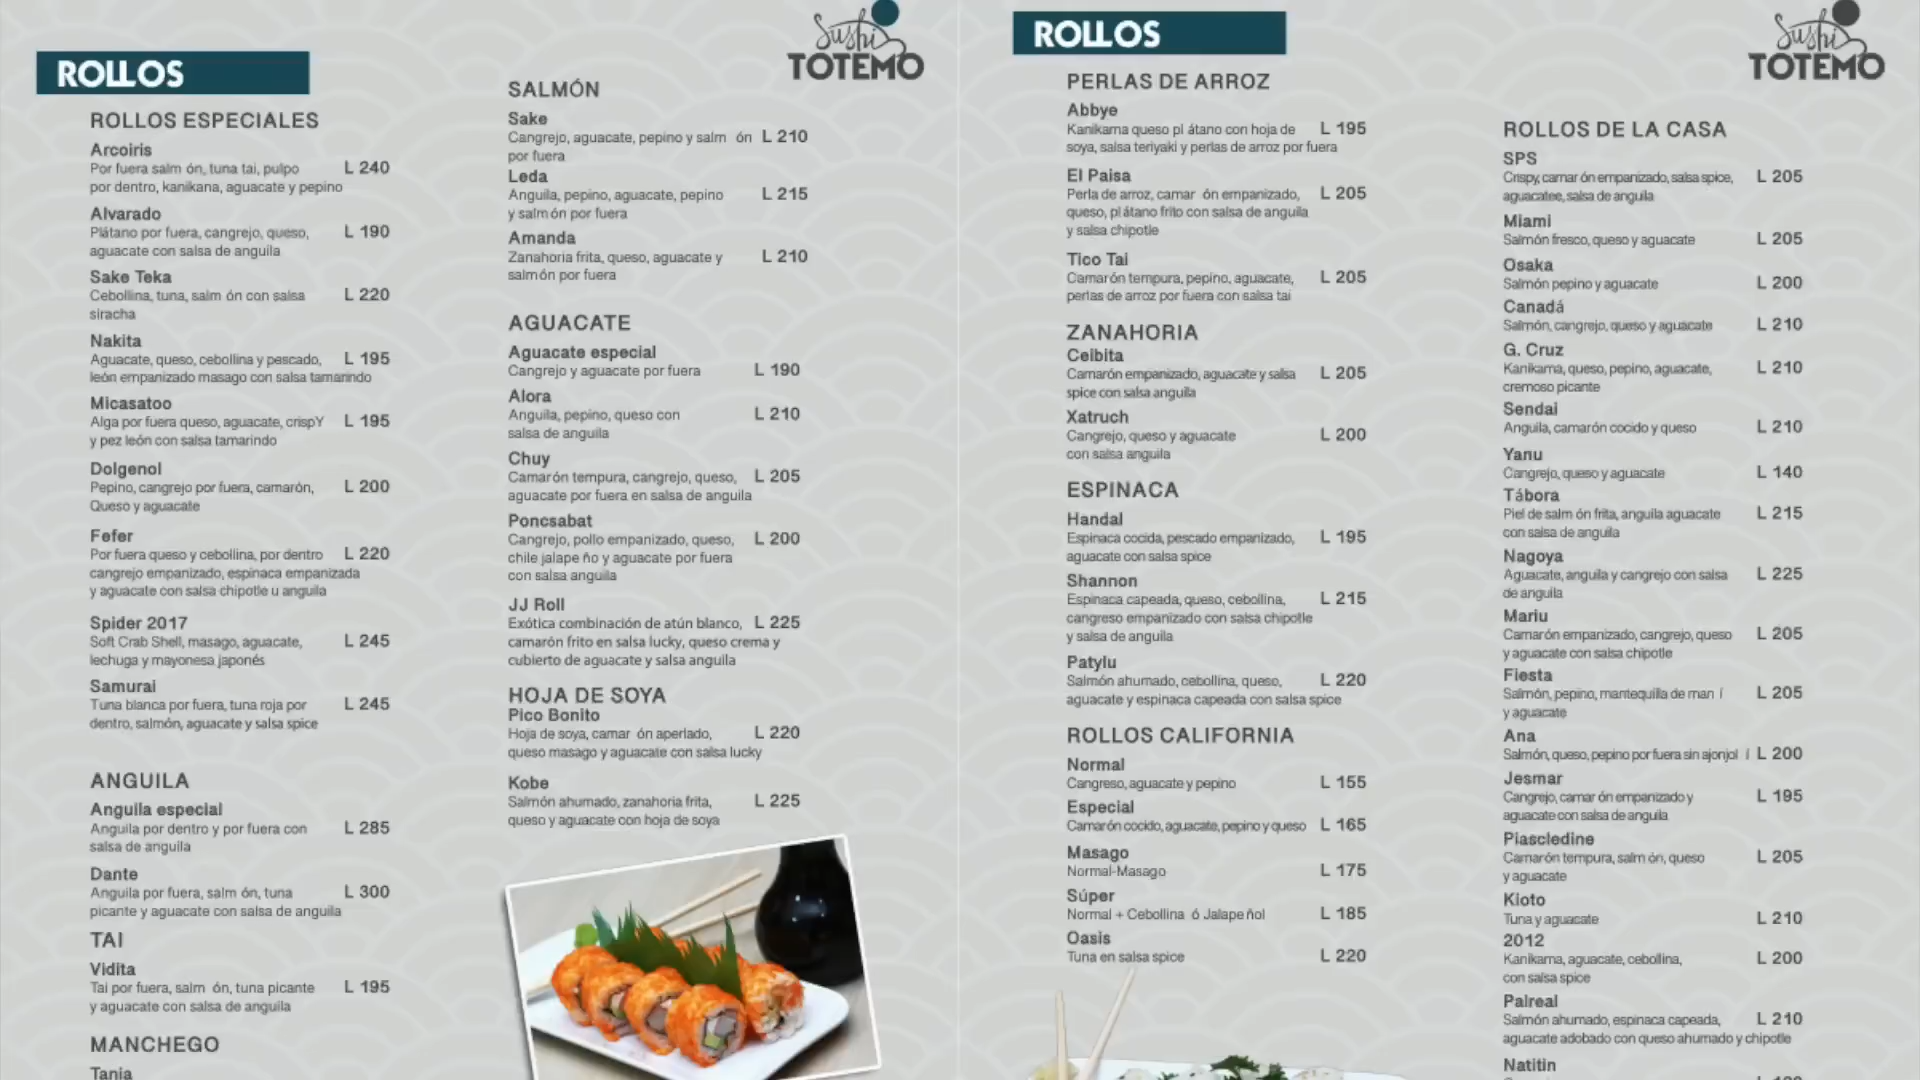 Sushi
TOTEMO
ROLLOS
ROLLOS ESPECIALES
Arcoiris
Por fuera salm ón, tuna tai, pulpo L 240
por dentro, kanikana, aguacate y pepino
Alvarado
Plátano por fuera, cangrejo, queso, L 190
aguacate con salsa de anguila
Sake Teka
Cebollina, tuna, salm ón con salsa L 220
siracha
Nakita
Aguacate, queso, cebollina y pescado, L 195
león empanizado masago con salsa tamarindo
Micasatoo
Alga por fuera queso, aguacate, crispY L 195
y pez león con salsa tamarindo
Dolgenol
Pepino, cangrejo por fuera, camarón, L 200
Queso y aguacate
Fefer
Por fuera queso y cebollina, por dentro L 220
cangrejo empanizado, espinaca empanizada
y aguacate con salsa chipotle u anguila
Spider 2017
Soft Crab Shell, masago, aguacate, L 245
lechuga y mayonesa japonés
Samurai
Tuna blanca por fuera, tuna roja por L 245
dentro, salmón, aguacate y salsa spice
ANGUILA
Anguila especial
Anguila por dentro y por fuera con L 285
salsa de anguila
Dante
Anguila por fuera, salm ón, tuna L 300
picante y aguacate con salsa de anguila
TAI
Vidita
Tai por fuera, salm ón, tuna picante L 195
y aguacate con salsa de anguila
MANCHEGO
Tania
SALMÓN
Sake
Cangrejo, aguacate, pepino y salm ón L 210
por fuera
Leda
Anguila, pepino, aguacate, pepino L 215
y salm ón por fuera
Amanda
Zanahoria frita, queso, aguacate y L 210
salmón por fuera
AGUACATE
Aguacate especial
Cangrejo y aguacate por fuera L 190
Alora
Anguila, pepino, queso con L 210
salsa de anguila
Chuy
Camarón tempura, cangrejo, queso, L 205
aguacate por fuera en salsa de anguila
Poncsabat
Cangrejo, pollo empanizado, queso, L 200
chile jalape ño y aguacate por fuera
con salsa anguila
JJ Roll
Exótica combinación de atún blanco, L 225
camarón frito en salsa lucky, queso crema y
cubierto de aguacate y salsa anguila
HOJA DE SOYA
Pico Bonito
Hoja de soya, camar ón aperlado, L 220
queso masago y aguacate con salsa lucky
Kobe
Salmón ahumado, zanahoria frita, L 225
queso y aguacate con hoja de soya
ROLLOS
Sushi
TOTEMO
PERLAS DE ARROZ
Abbye
Kanikama queso pl átano con hoja de L 195
soya, salsa teriyaki y perlas de arroz por fuera
El Paisa
Perla de arroz, camar ón empanizado, L 205
queso, pl átano frito con salsa de anguila
y salsa chipotle
Tico Tai
Camarón tempura, pepino, aguacate, L 205
perlas de arroz por fuera con salsa tai
ZANAHORIA
Ceibita
Camarón empanizado, aguacate y salsa L 205
spice con salsa anguila
Xatruch
Cangrejo, queso y aguacate L 200
con salsa anguila
ESPINACA
Handal
Espinaca cocida, pescado empanizado, L 195
aguacate con salsa spice
Shannon
Espinaca capeada, queso, cebollina, L 215
cangreso empanizado con salsa chipotle
y salsa de anguila
Patylu
Salmón ahumado, cebollina, queso, L 220
aguacate y espinaca capeada con salsa spice
ROLLOS CALIFORNIA
Normal
Cangreso, aguacate y pepino L 155
Especial
Camarón cocido, aguacate, pepino y queso L 165
Masago
Normal-Masago L 175
Súper
Normal + Cebollina ó Jalape ñol L 185
Oasis
Tuna en salsa spice L 220
ROLLOS DE LA CASA
SPS
Crispy, camar ón empanizado, salsa spice, L 205
aguacatee, salsa de anguila
Miami
Salmón fresco, queso y aguacate L 205
Osaka
Salmón pepino y aguacate L 200
Canadá
Salmón, cangrejo, queso y aguacate L 210
G. Cruz
Kanikama, queso, pepino, aguacate, L 210
cremoso picante
Sendai
Anguila, camarón cocido y queso L 210
Yanu
Cangrejo, queso y aguacate L 140
Tábora
Piel de salm ón frita, anguila aguacate L 215
con salsa de anguila
Nagoya
Aguacate, anguila y cangrejo con salsa L 225
de anguila
Mariu
Camarón empanizado, cangrejo, queso L 205
y aguacate con salsa chipotle
Fiesta
Salmón, pepino, mantequilla de man í L 205
y aguacate
Ana
Salmón, queso, pepino por fuera sin ajonjol í L 200
Jesmar
Cangrejo, camar ón empanizado y L 195
aguacate con salsa de anguila
Piascledine
Camarón tempura, salm ón, queso L 205
y aguacate
Kioto
Tuna y aguacate L 210
2012
Kanikama, aguacate, cebollina, L 200
con salsa spice
Palreal
Salmón ahumado, espinaca capeada, L 210
aguacate adobado con queso ahumado y chipotle
Natitin